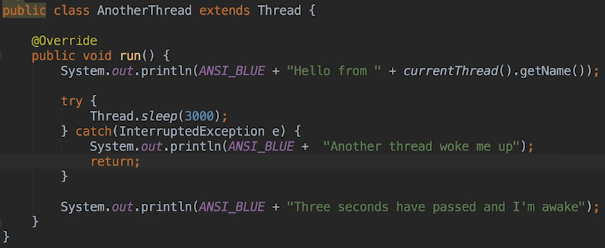 public class AnotherThread extends Thread {
@Override
public void run() {
System.out.println(ANSI_BLUE + "Hello from " + currentThread().getName());
try {
Thread.sleep(3000);
} catch(InterruptedException e) {
System.out.println(ANSI_BLUE +  "Another thread woke me up");
return;
}
System.out.println(ANSI_BLUE + "Three seconds have passed and I'm awake");
}
}